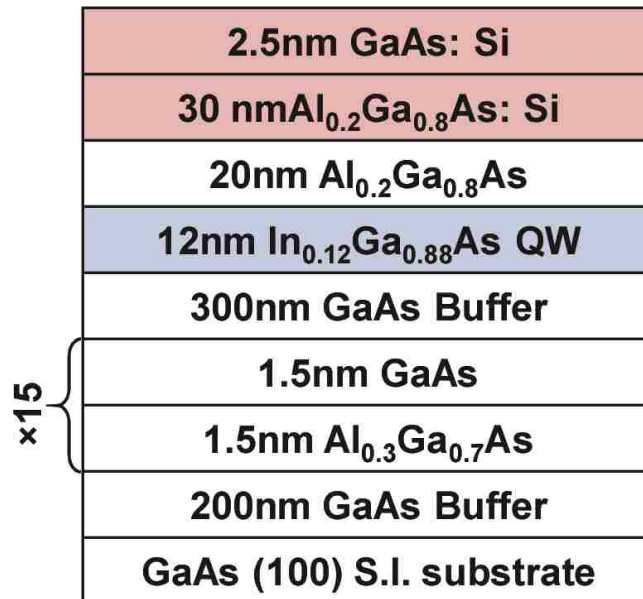 2.5nm GaAs: Si
30 nmAl₀.₂Ga₀.₈As: Si
20nm Al₀.₂Ga₀.₈As
12nm In₀.₁₂Ga₀.₈₈As QW
300nm GaAs Buffer
×15
1.5nm GaAs
1.5nm Al₀.₃Ga₀.₇As
200nm GaAs Buffer
GaAs (100) S.I. substrate